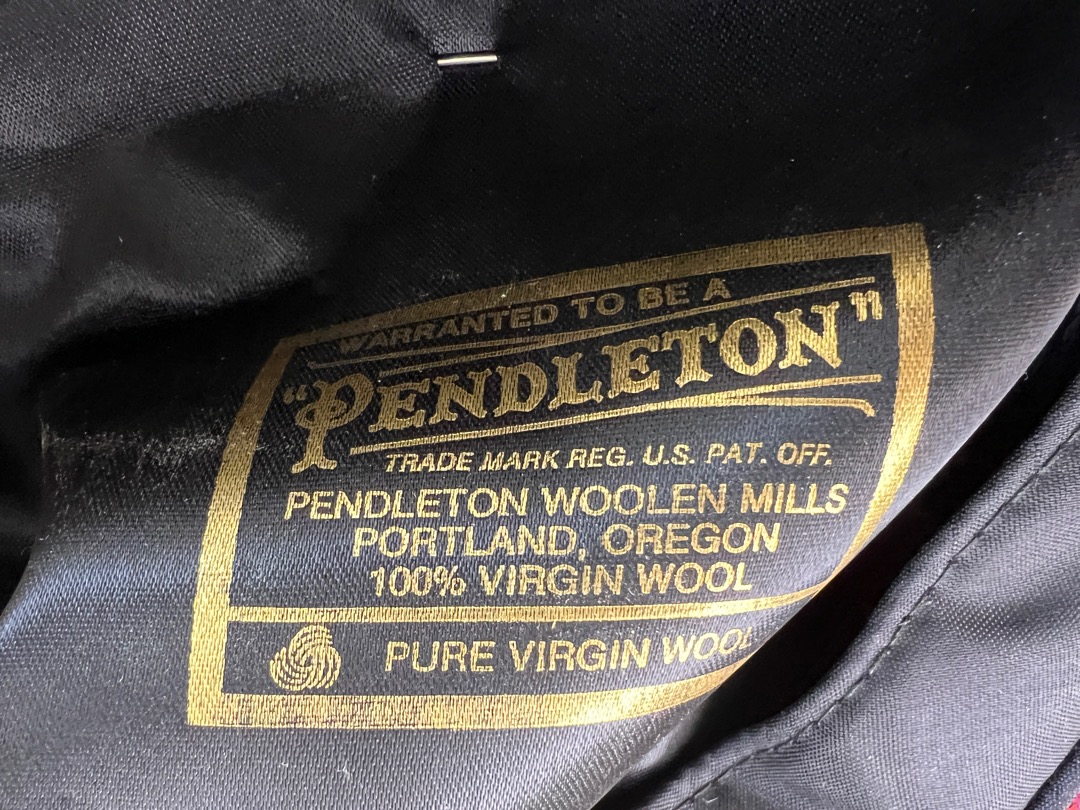 WARRANTED TO BE A
"PENDLETON"
TRADE MARK REG. U.S. PAT. OFF.
PENDLETON WOOLEN MILLS
PORTLAND, OREGON
100% VIRGIN WOOL
PURE VIRGIN WOOL